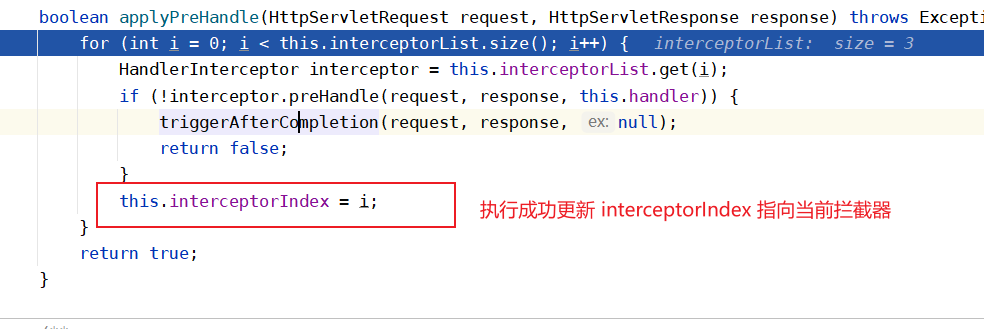 boolean applyPreHandle(HttpServletRequest request, HttpServletResponse response) throws Excepti
for (int i = 0; i < this.interceptorList.size(); i++) { interceptorList: size = 3
HandlerInterceptor interceptor = this.interceptorList.get(i);
if (!interceptor.preHandle(request, response, this.handler)) {
triggerAfterCompletion(request, response, ex: null);
return false;
}
this.interceptorIndex = i;
执行成功更新 interceptorIndex 指向当前拦截器
}
return true;
}